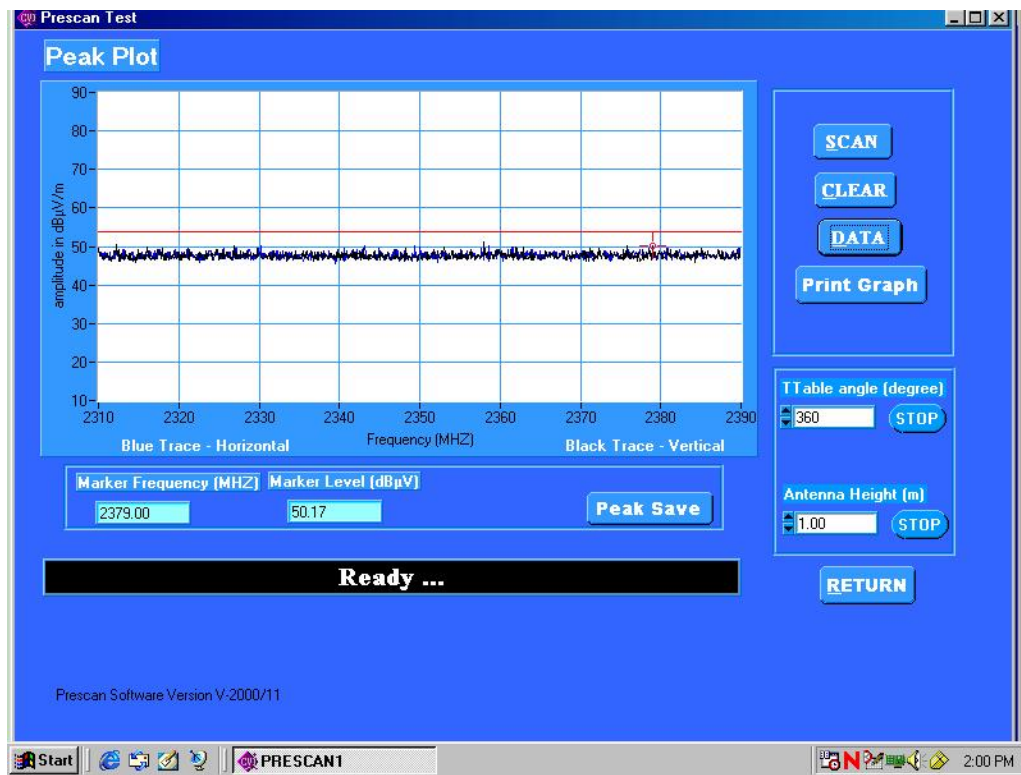 Prescan Test
Peak Plot
90
80
70
60
50
40
30
20
10
amplitude in dBµV/m
2310 2320 2330 2340 2350 2360 2370 2380 2390
Frequency (MHZ)
Blue Trace - Horizontal
Black Trace - Vertical
SCAN
CLEAR
DATA
Print Graph
TTable angle (degree)
360 STOP
Antenna Height (m)
1.00 STOP
Marker Frequency (MHZ) Marker Level (dBµV)
2379.00 50.17
Peak Save
Ready ...
RETURN
Prescan Software Version V-2000/11
Start PRESCAN1 2:00 PM